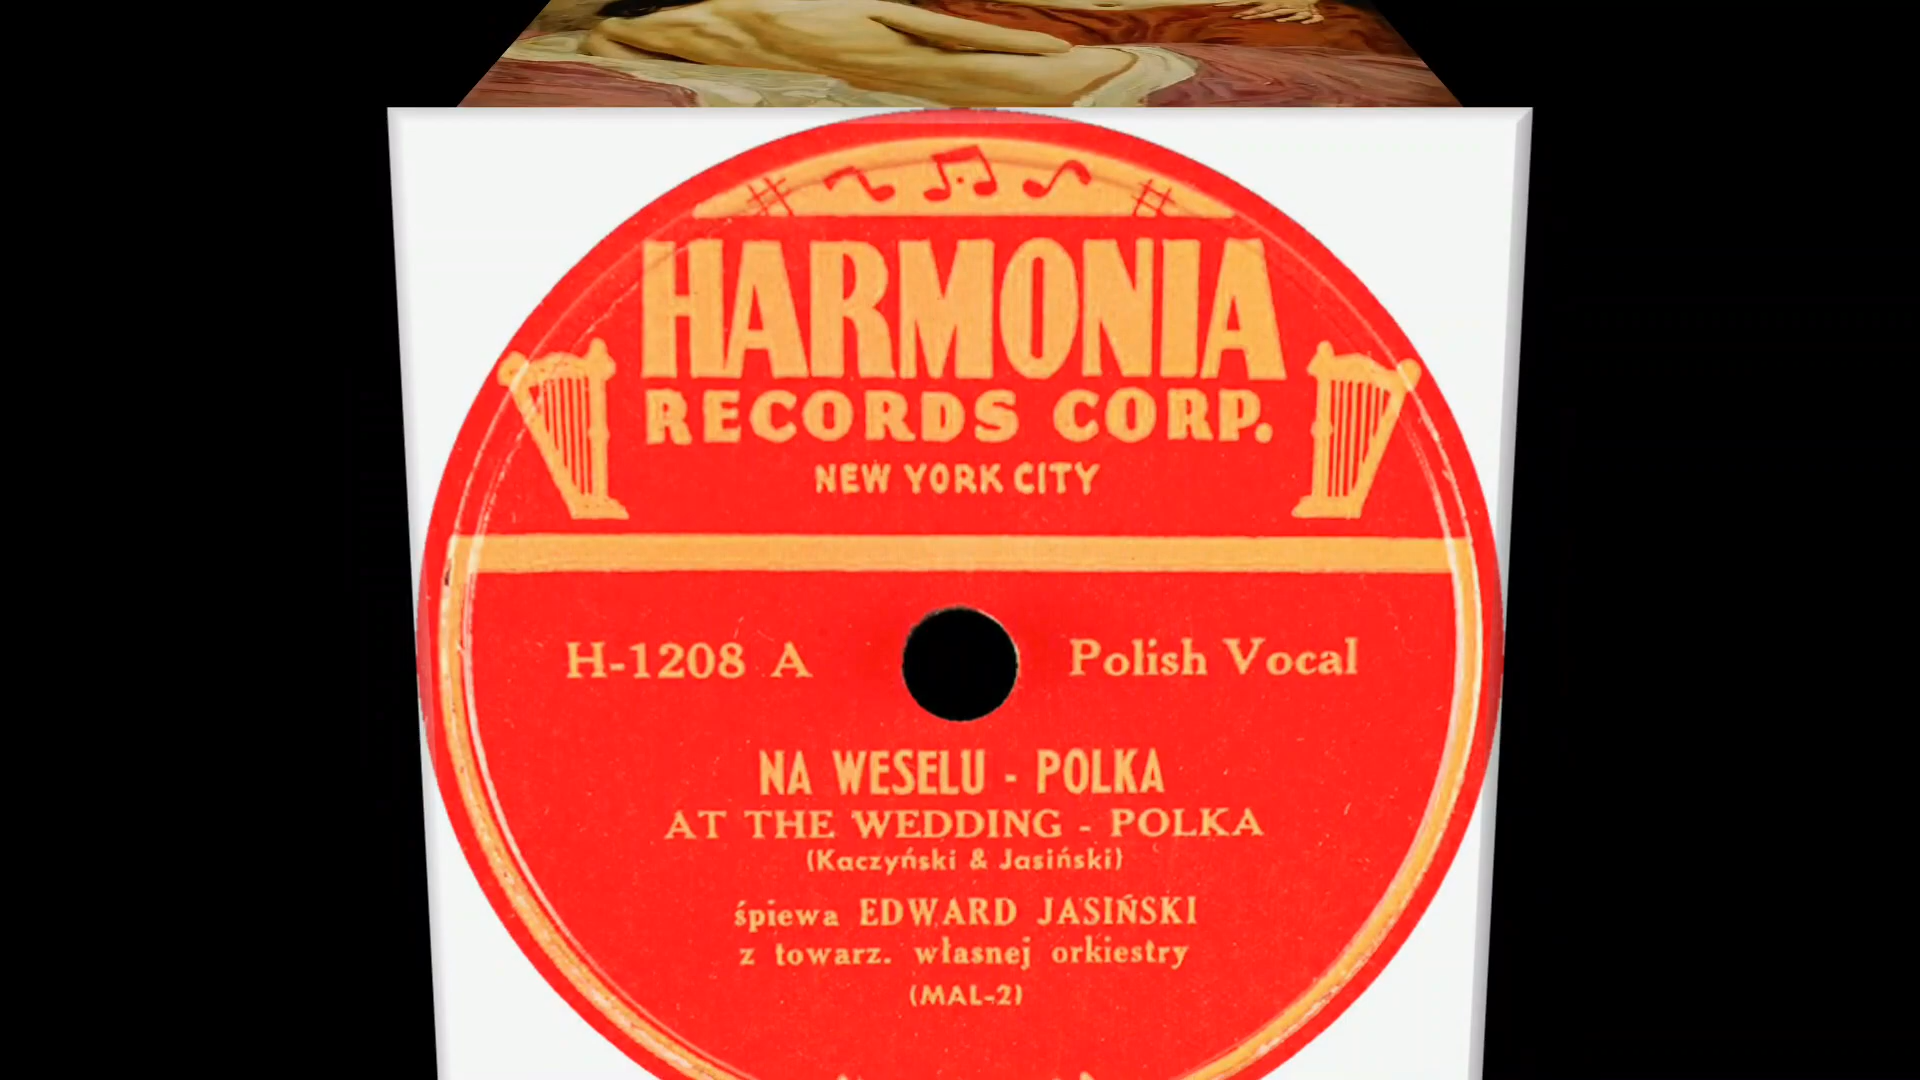 HARMONIA
RECORDS CORP.
NEW YORK CITY
H-1208 A
Polish Vocal
NA WESELU - POLKA
AT THE WEDDING - POLKA
(Kaczyński & Jasiński)
śpiewa EDWARD JASIŃSKI
z towarz. własnej orkiestry
(MAL-2)